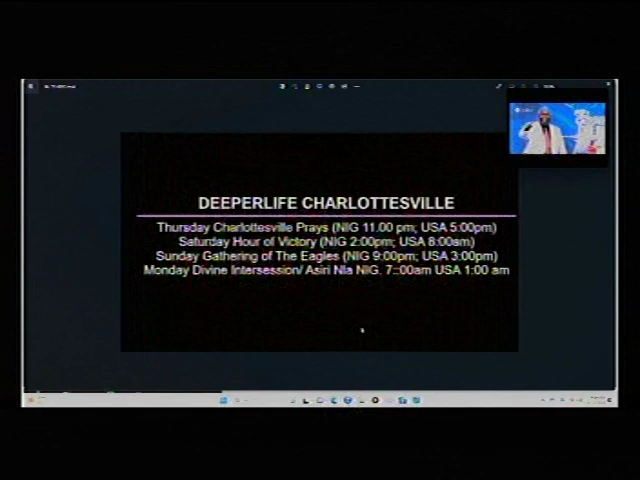 DEEPERLIFE CHARLOTTESVILLE
Thursday Charlottesville Prays (NIG 11.00 pm; USA 5:00pm)
Saturday Hour of Victory (NIG 2:00pm; USA 8:00am)
Sunday Gathering of The Eagles (NIG 9:00pm; USA 3:00pm)
Monday Divine Intersession/ Asiri Nla NIG. 7::00am USA 1:00 am